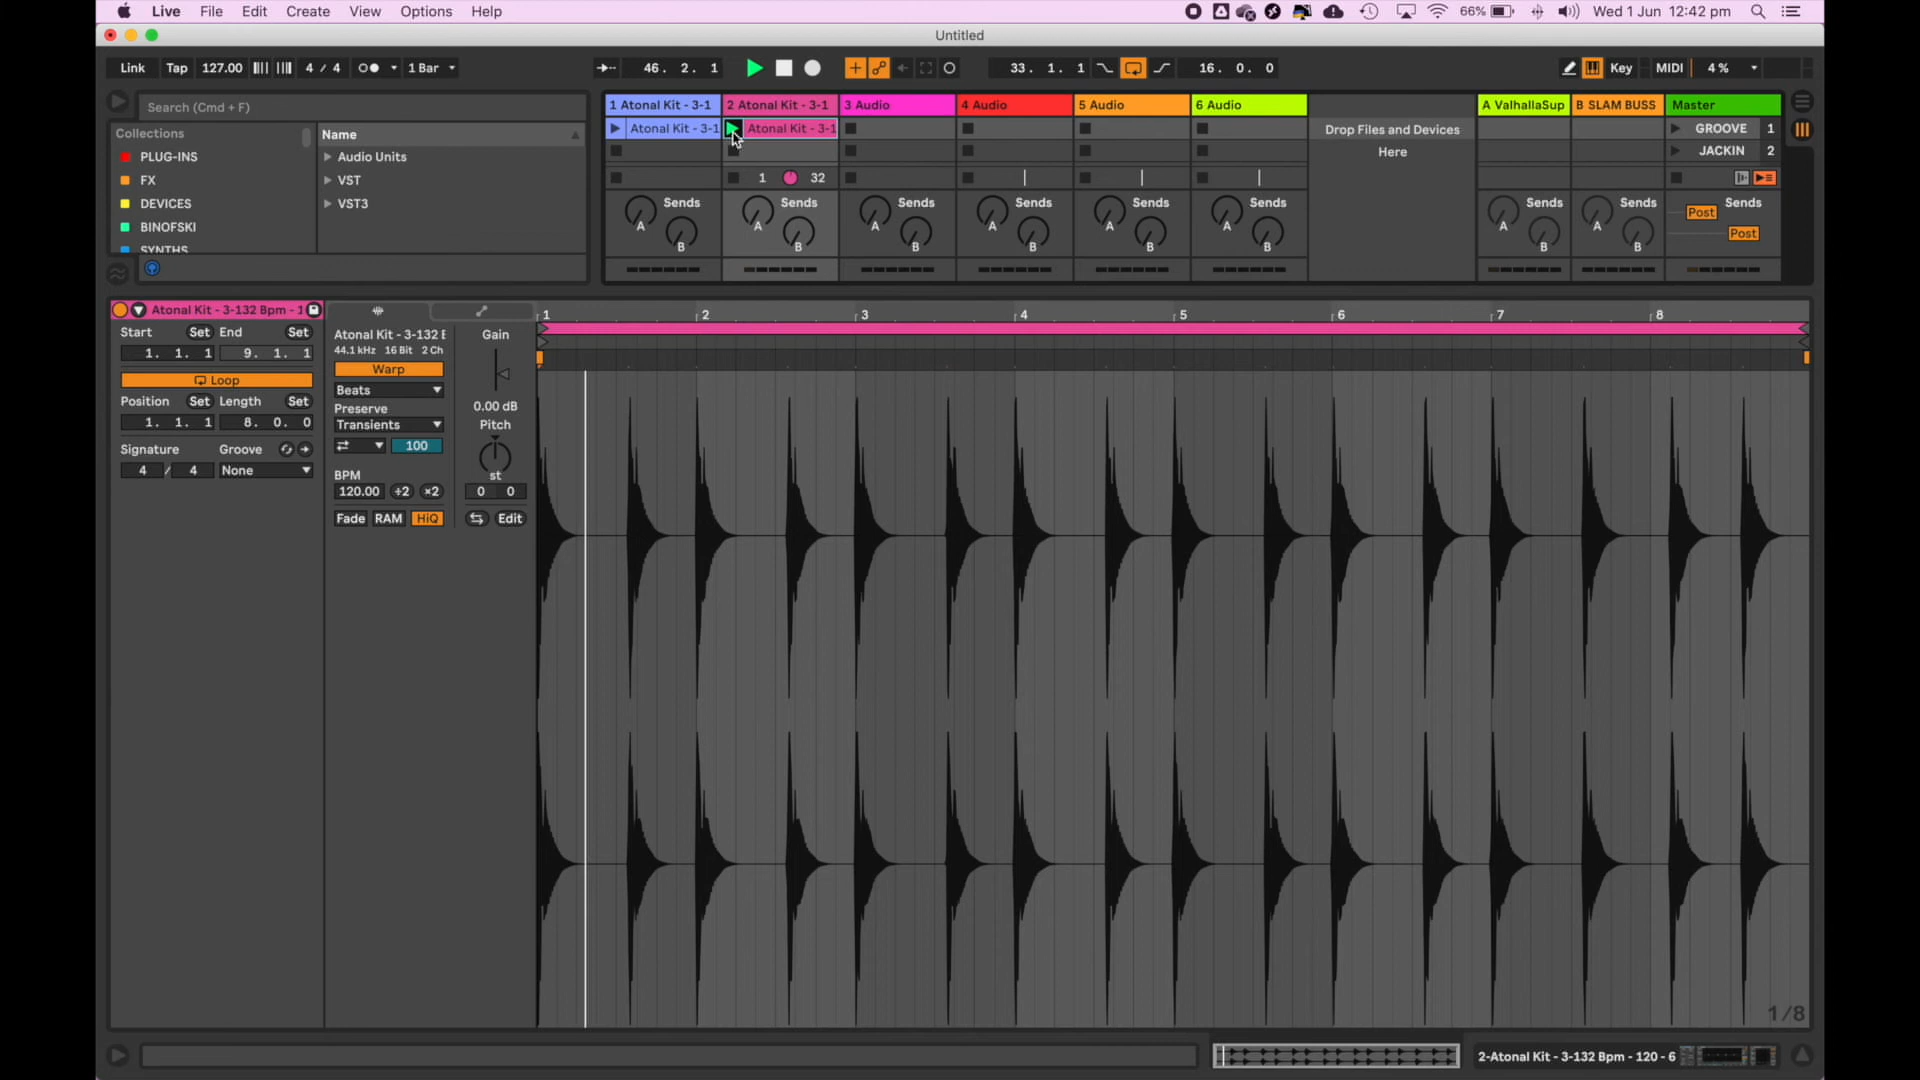 Live File Edit Create View Options Help 66% Wed 1 Jun 12:42 pm
Untitled
Link Tap 127.00 4 / 4 1 Bar 46. 2. 1 33. 1. 1 16. 0. 0 Key MIDI 4%
Search (Cmd + F)
1 Atonal Kit - 3-1 2 Atonal Kit - 3-1 3 Audio 4 Audio 5 Audio 6 Audio A ValhallaSup B SLAM BUSS Master
Collections Name
Atonal Kit - 3-1 Atonal Kit - 3-1 Drop Files and Devices GROOVE 1
Here JACKIN 2
PLUG-INS Audio Units
FX VST 1 32
DEVICES VST3
Sends Sends Sends Sends Sends Sends Sends Sends Post Sends
A A A A A A A A
BINOFSKI B B B B B B B B Post
SYNTHS
Atonal Kit - 3-132 Bpm - 1
1 2 3 4 5 6 7 8
Start Set End Set
1. 1. 1 9. 1. 1
Loop
Position Set Length Set
1. 1. 1 8. 0. 0
Signature Groove
4 / 4 None
Atonal Kit - 3-132 B
44.1 kHz 16 Bit 2 Ch
Warp
Beats
Preserve
Transients
100
BPM
120.00 ÷2 ×2
Fade RAM HiQ
Gain
0.00 dB
Pitch
st
0 0
Edit
1/8
2-Atonal Kit - 3-132 Bpm - 120 - 6